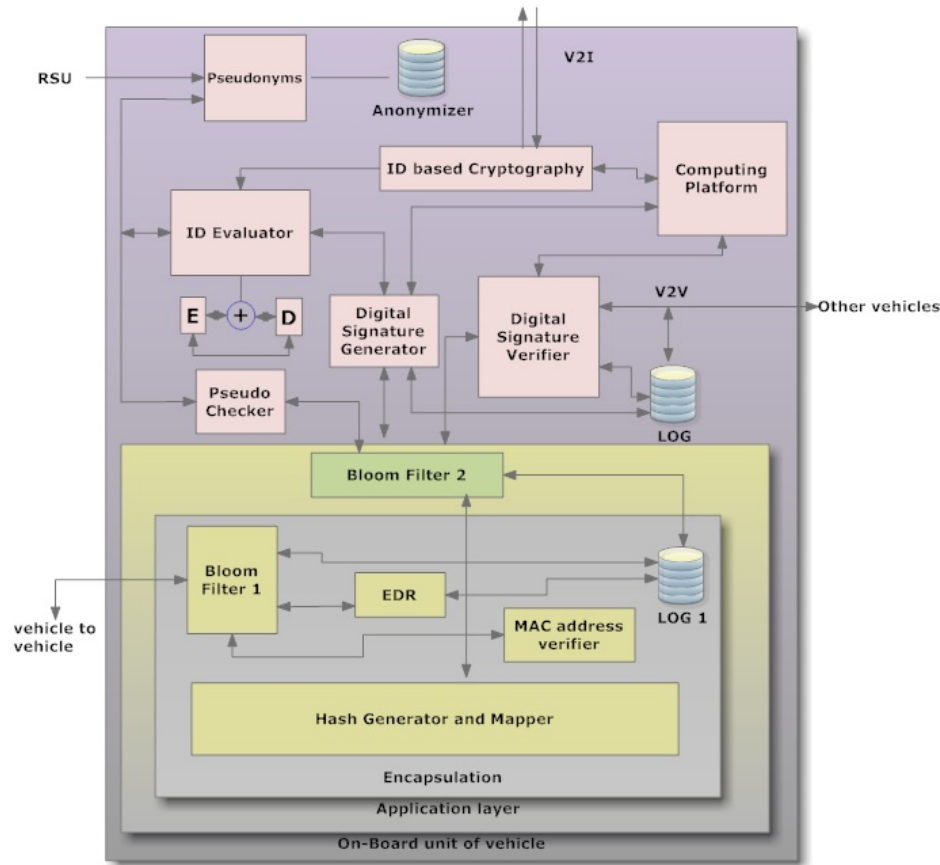 V2I
RSU
Pseudonyms
Anonymizer
ID based Cryptography
Computing
Platform
ID Evaluator
E
+
D
Digital
Signature
Generator
Digital
Signature
Verifier
V2V
Other vehicles
Pseudo
Checker
LOG
Bloom Filter 2
Bloom
Filter 1
EDR
LOG 1
vehicle to
vehicle
MAC address
verifier
Hash Generator and Mapper
Encapsulation
Application layer
On-Board unit of vehicle